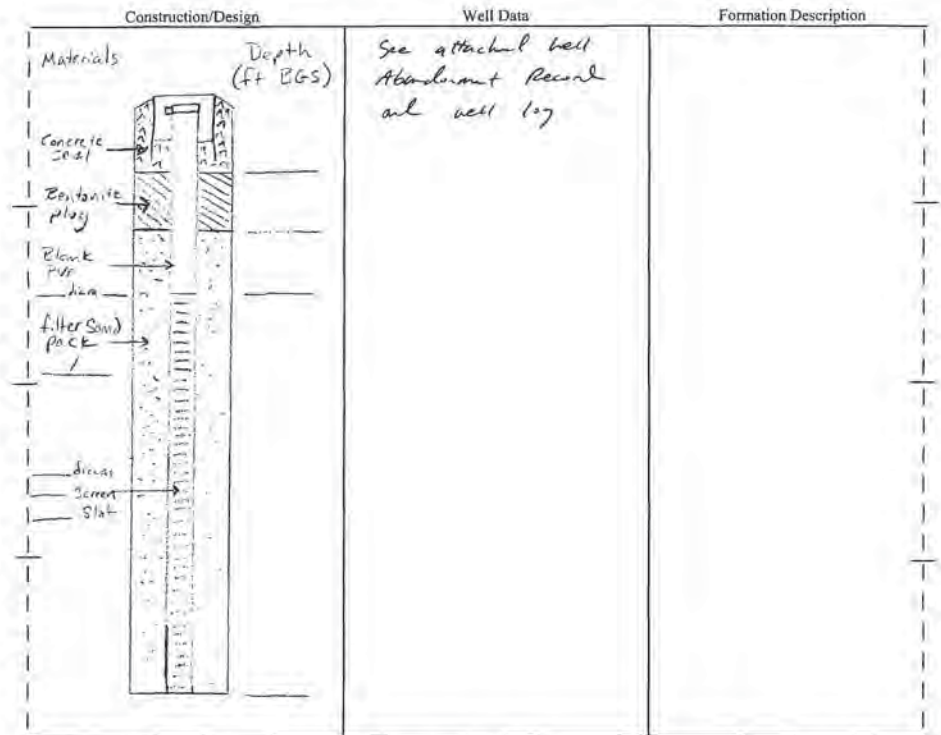 Construction/Design
Well Data
Formation Description
Materials
Depth
(ft BGS)
See attached well
Abandonment Record
and well log
Concrete
Seal
Bentonite
plug
Blank
PVC
diam
filter Sand
pack
diam
Screen
Slot